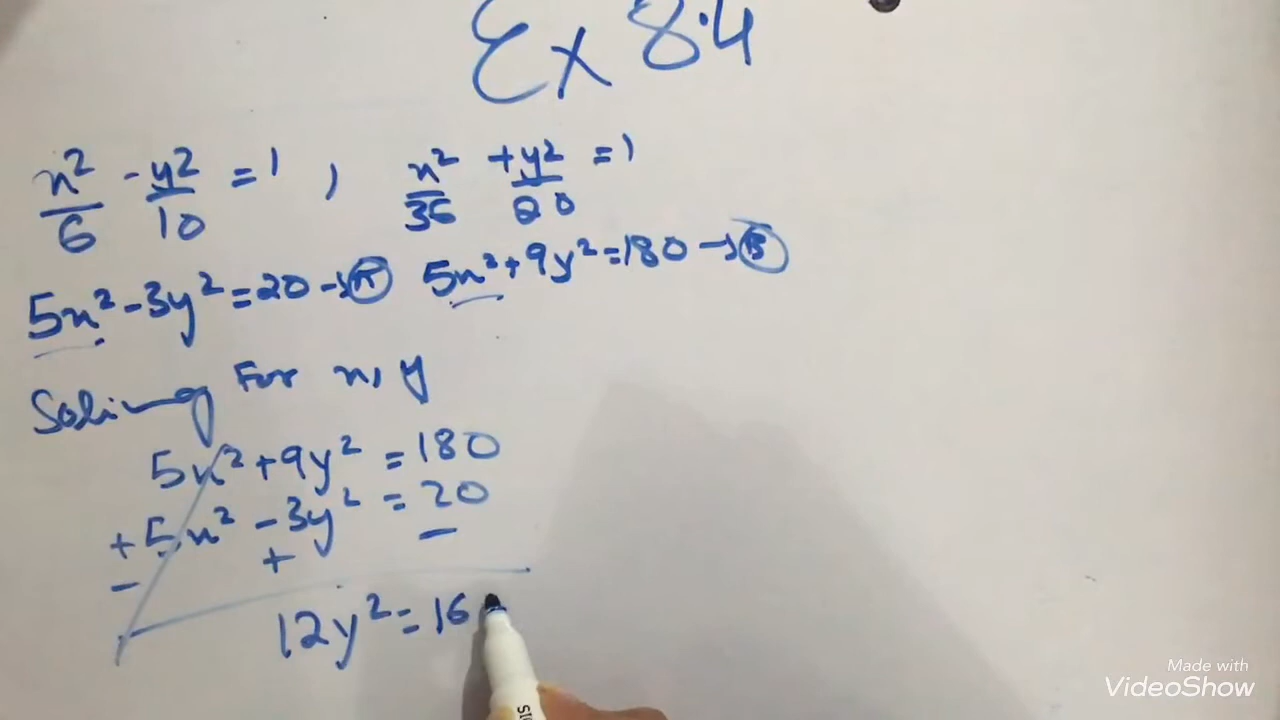 Ex 8.4
x²/6 - y²/10 = 1 , x²/36 + y²/20 = 1
5x² - 3y² = 20 → Ⓐ 5x² + 9y² = 180 → Ⓑ
Solving For x, y
5x² + 9y² = 180
+5x² - 3y² = 20
- + -
12y² = 16
Made with
VideoShow